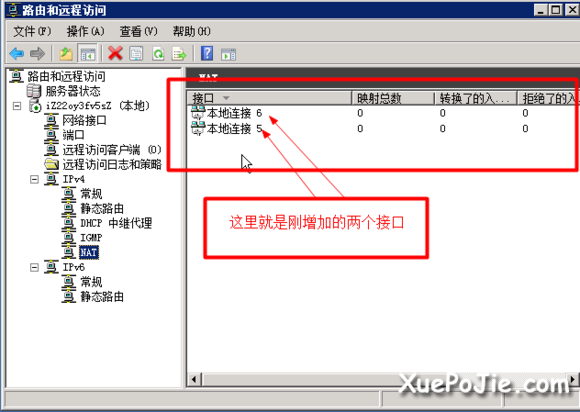 路由和远程访问
文件(F) 操作(A) 查看(V) 帮助(H)
路由和远程访问
服务器状态
iZ22oy3fv5sZ (本地)
网络接口
端口
远程访问客户端 (0)
远程访问日志和策略
IPv4
常规
静态路由
DHCP 中继代理
IGMP
NAT
IPv6
常规
静态路由
NAT
接口 映射总数 转换了的入... 拒绝了的入
本地连接 6 0 0 0
本地连接 5 0 0 0
这里就是刚增加的两个接口
XuePoJie.com